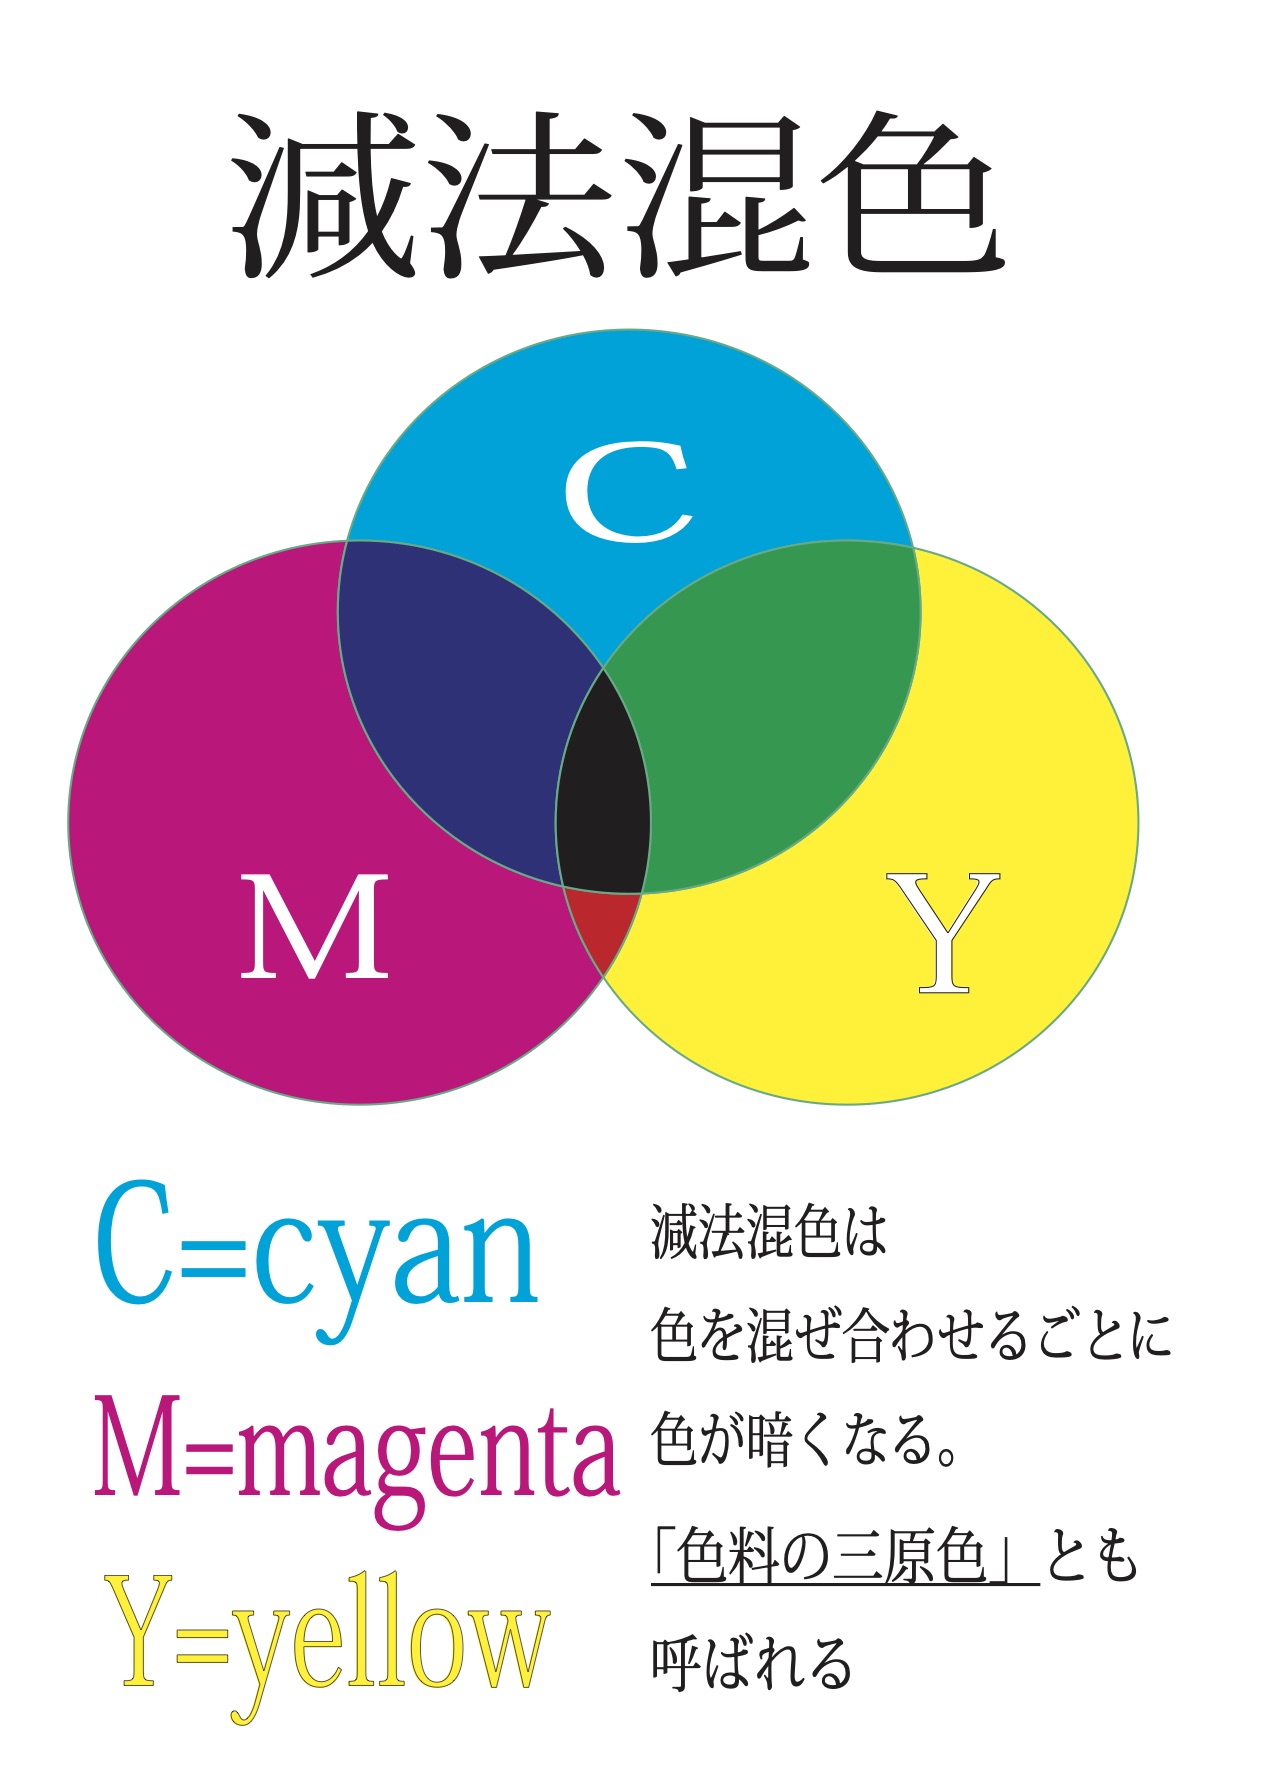 減法混色
C
M
Y
C=cyan
M=magenta
Y=yellow
減法混色は
色を混ぜ合わせるごとに
色が暗くなる。
「色料の三原色」とも
呼ばれる